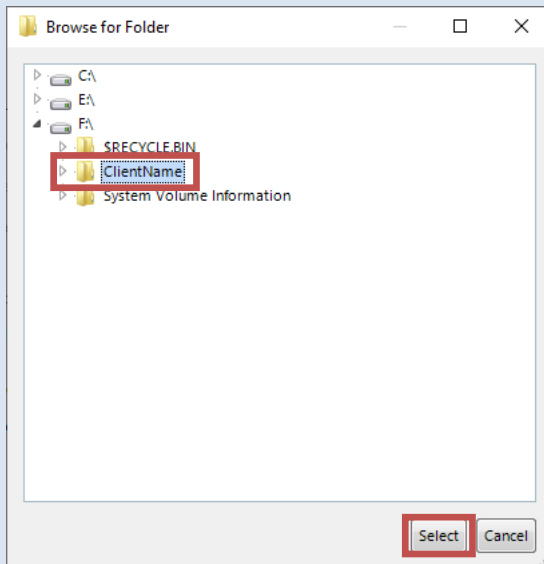 Browse for Folder
C:\
E:\
F:\
$RECYCLE.BIN
ClientName
System Volume Information
Select Cancel